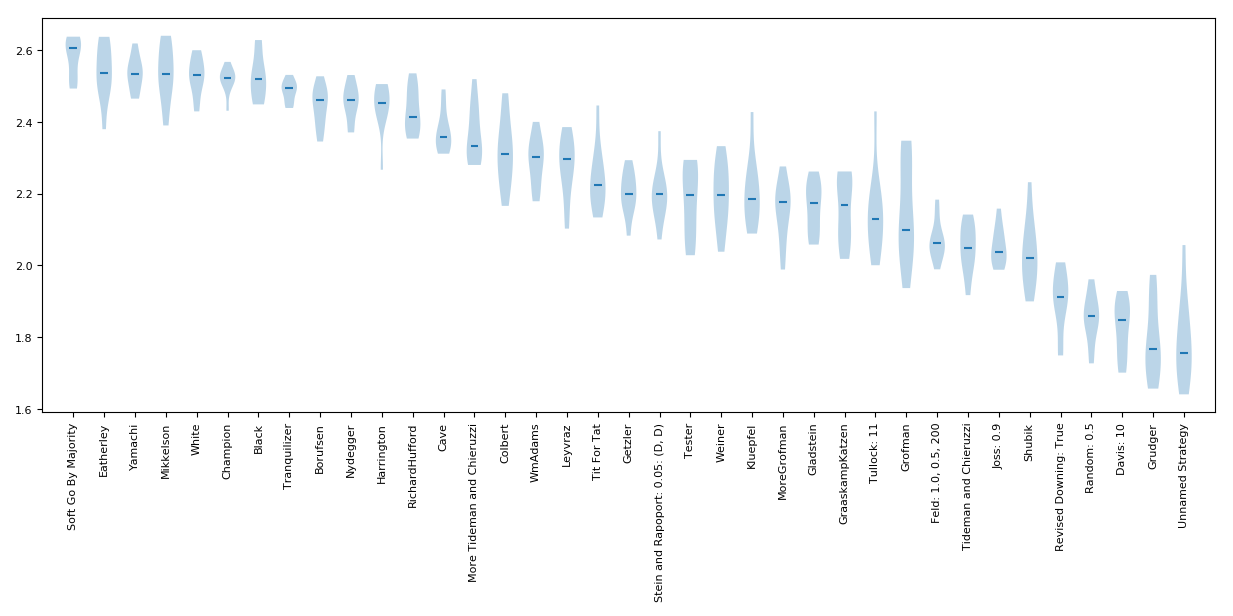 2.6
2.4
2.2
2.0
1.8
1.6
Soft Go By Majority
Eatherley
Yamachi
Mikkelson
White
Champion
Black
Tranquilizer
Borufsen
Nydegger
Harrington
RichardHufford
Cave
More Tideman and Chieruzzi
Colbert
WmAdams
Leyvraz
Tit For Tat
Getzler
Stein and Rapoport: 0.05: (D, D)
Tester
Weiner
Kluepfel
MoreGrofman
Gladstein
GraaskampKatzen
Tullock: 11
Grofman
Feld: 1.0, 0.5, 200
Tideman and Chieruzzi
Joss: 0.9
Shubik
Revised Downing: True
Random: 0.5
Davis: 10
Grudger
Unnamed Strategy